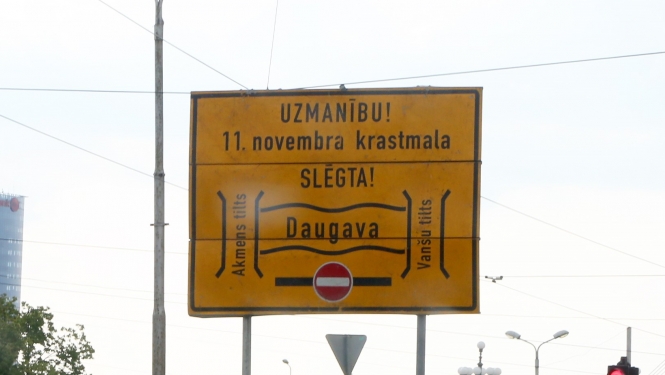 UZMANĪBU!
11. novembra krastmala
SLĒGTA!
Akmens tilts
Daugava
Vanšu tilts